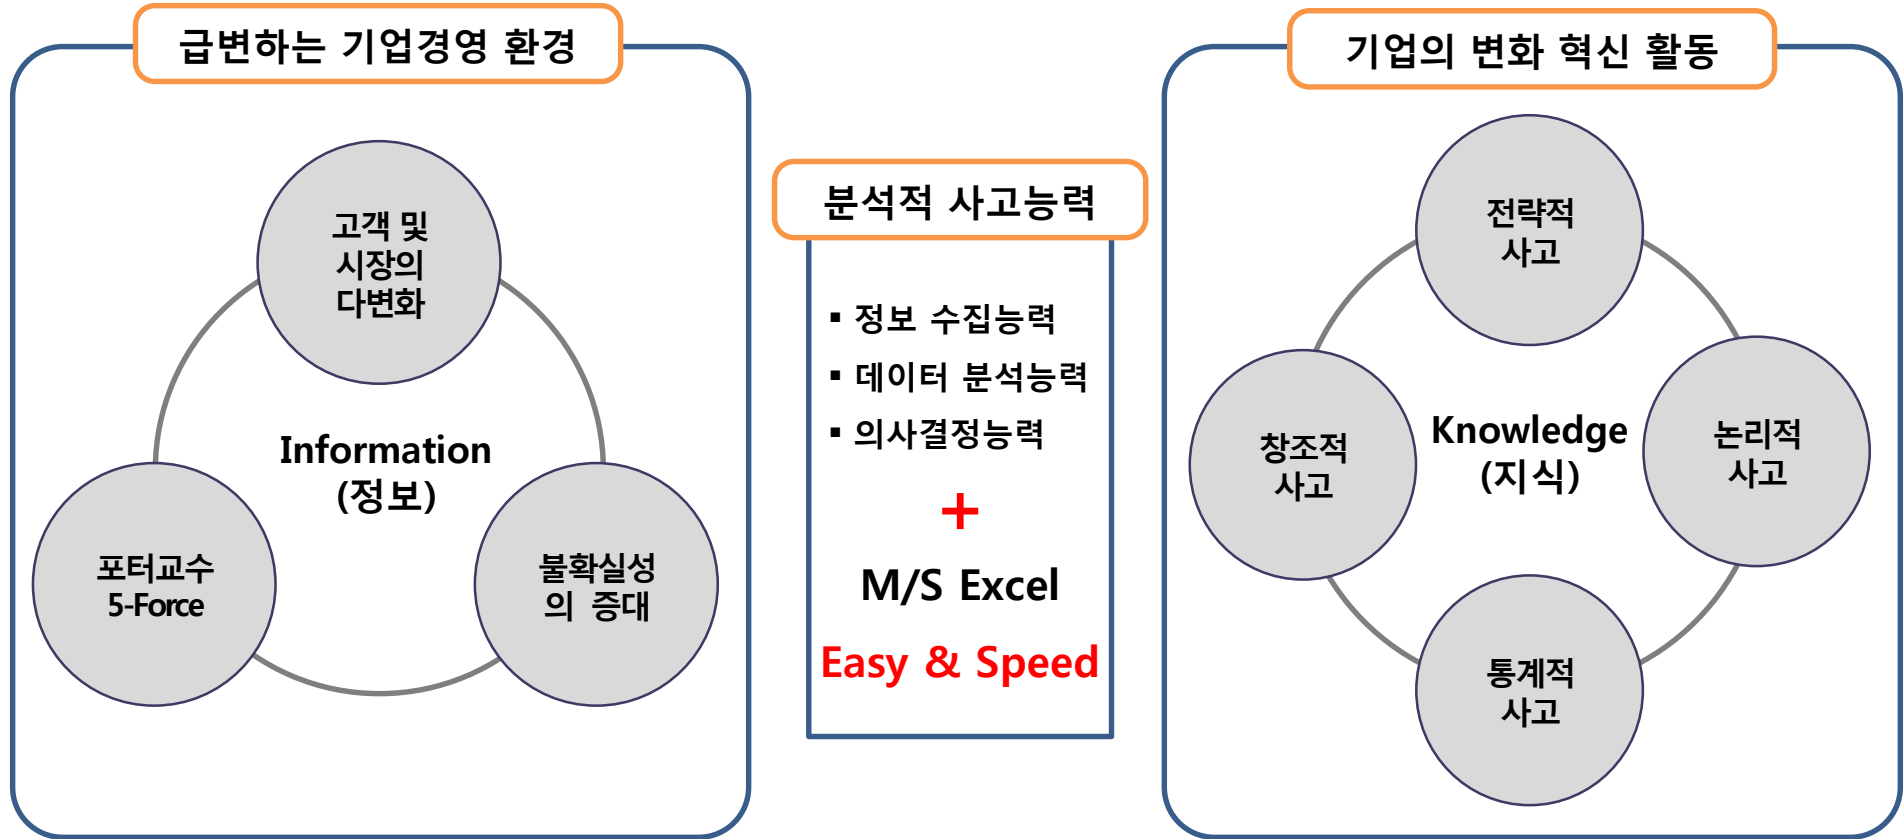 급변하는 기업경영 환경
고객 및
시장의
다변화
Information
(정보)
포터교수
5-Force
불확실성
의 증대
분석적 사고능력
▪ 정보 수집능력
▪ 데이터 분석능력
▪ 의사결정능력
+
M/S Excel
Easy & Speed
기업의 변화 혁신 활동
전략적
사고
창조적
사고
Knowledge
(지식)
논리적
사고
통계적
사고